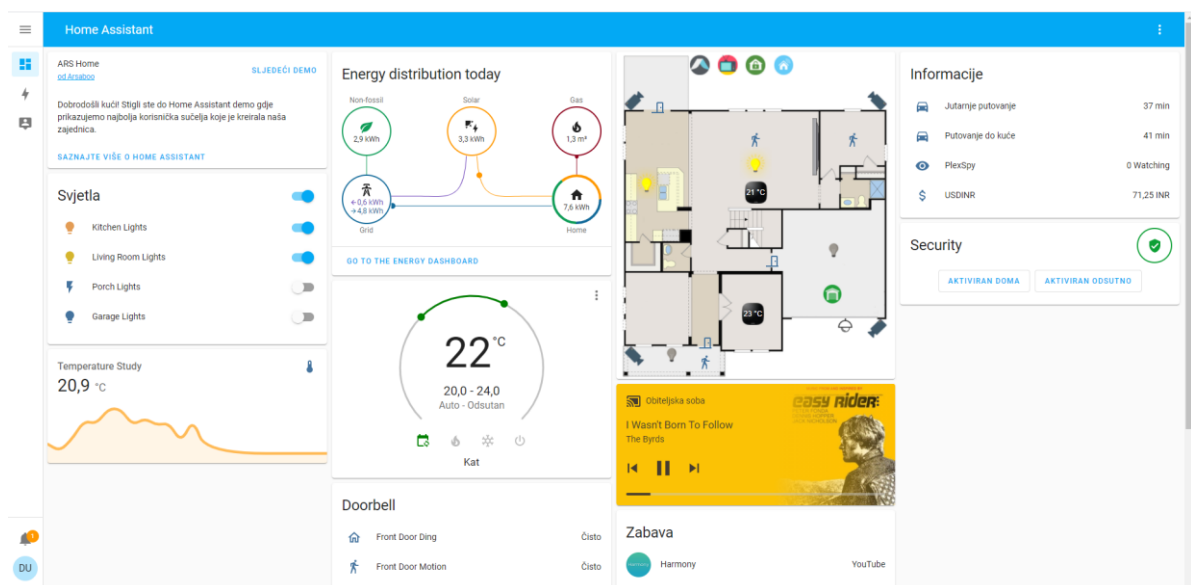 Home Assistant
ARS Home
od Arsaboo
SLJEDEĆI DEMO
Dobrodošli kući! Stigli ste do Home Assistant demo gdje
prikazujemo najbolja korisnička sučelja koje je kreirala naša
zajednica.
SAZNAJTE VIŠE O HOME ASSISTANT
Svjetla
Kitchen Lights
Living Room Lights
Porch Lights
Garage Lights
Temperature Study
20,9 °C
Energy distribution today
Non-fossil
Solar
Gas
2,9 kWh
3,3 kWh
1,3 m³
←0,6 kWh
→4,8 kWh
7,6 kWh
Grid
Home
GO TO THE ENERGY DASHBOARD
22 °C
20,0 - 24,0
Auto - Odsutan
Kat
Doorbell
Front Door Ding Čisto
Front Door Motion Čisto
21 °C
23 °C
Obiteljska soba
easy RideR:
I Wasn't Born To Follow
The Byrds
Zabava
Harmony YouTube
Informacije
Jutarnje putovanje 37 min
Putovanje do kuće 41 min
PlexSpy 0 Watching
USDINR 71,25 INR
Security
AKTIVIRAN DOMA AKTIVIRAN ODSUTNO
1
DU